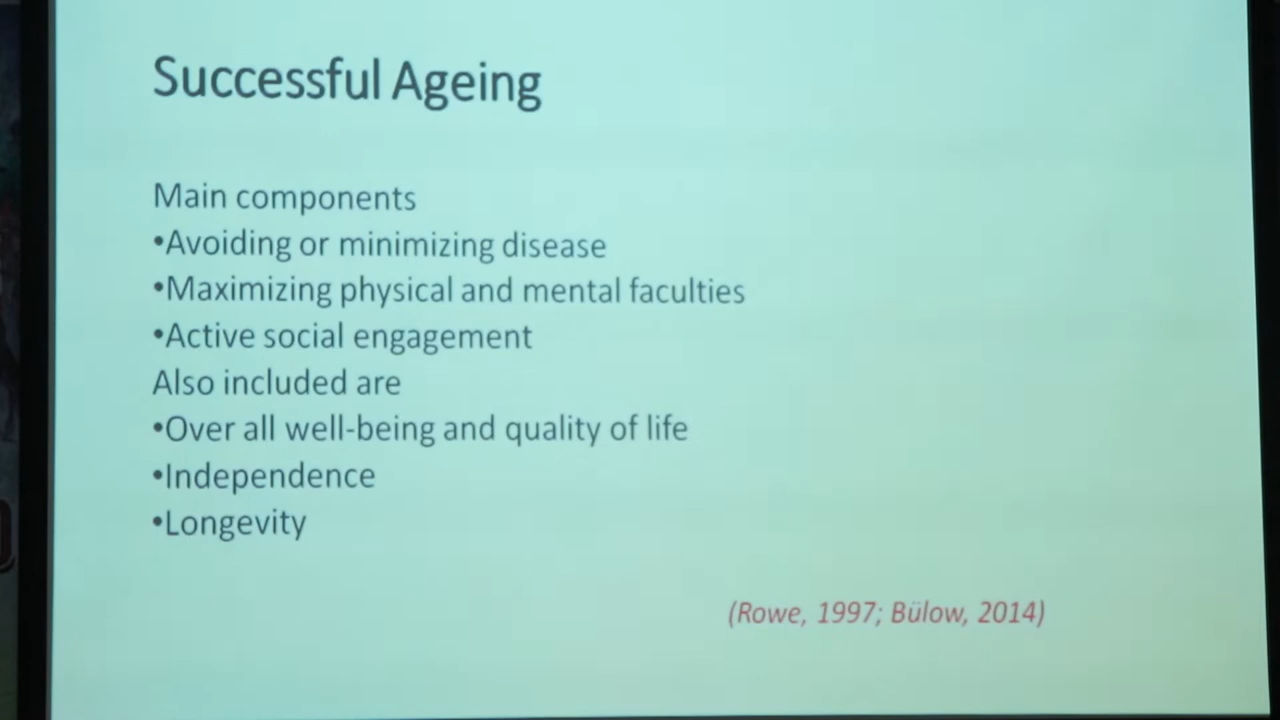 Successful Ageing
Main components
•Avoiding or minimizing disease
•Maximizing physical and mental faculties
•Active social engagement
Also included are
•Over all well-being and quality of life
•Independence
•Longevity
(Rowe, 1997; Bülow, 2014)